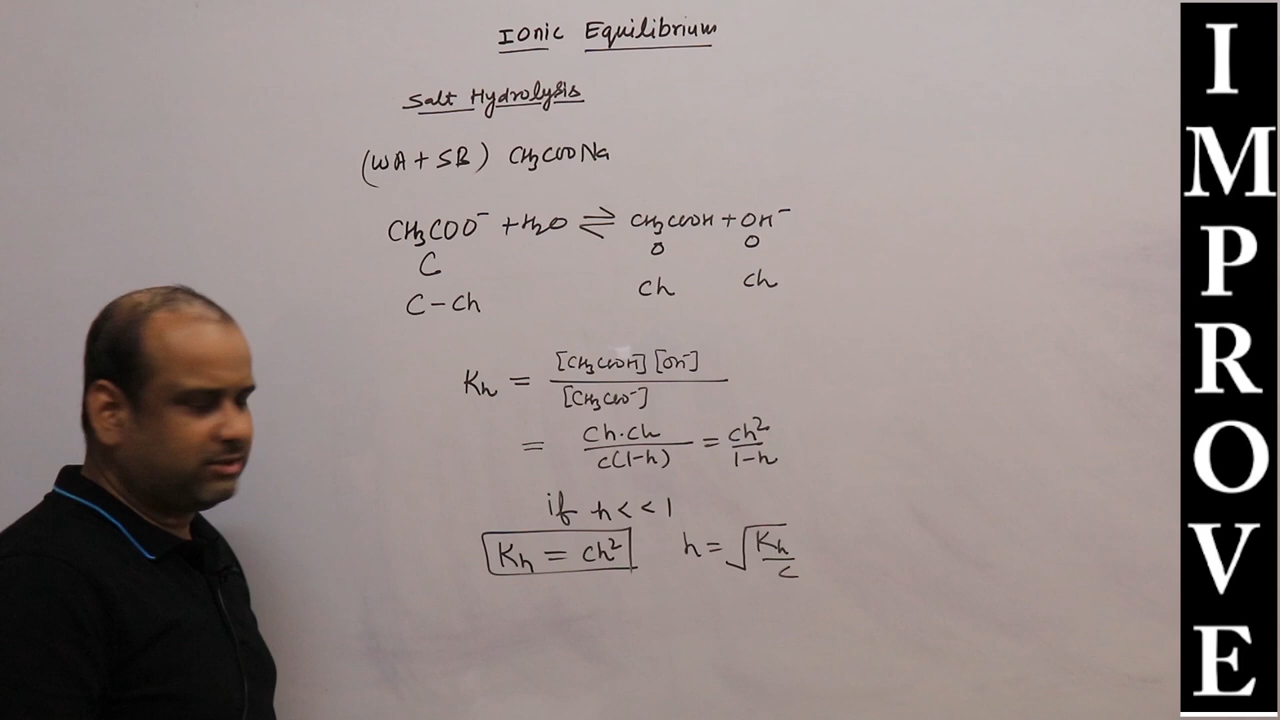 Ionic Equilibrium
Salt Hydrolysis
(WA + SB) CH3COONa
CH3COO⁻ + H2O ⇌ CH3COOH + OH⁻
C 0 0
C - Ch Ch Ch
Kh = [CH3COOH] [OH⁻] / [CH3COO⁻]
= Ch.Ch / C(1-h) = Ch² / 1-h
if h << 1
Kh = Ch² h = √Kh/C
IMPROVE